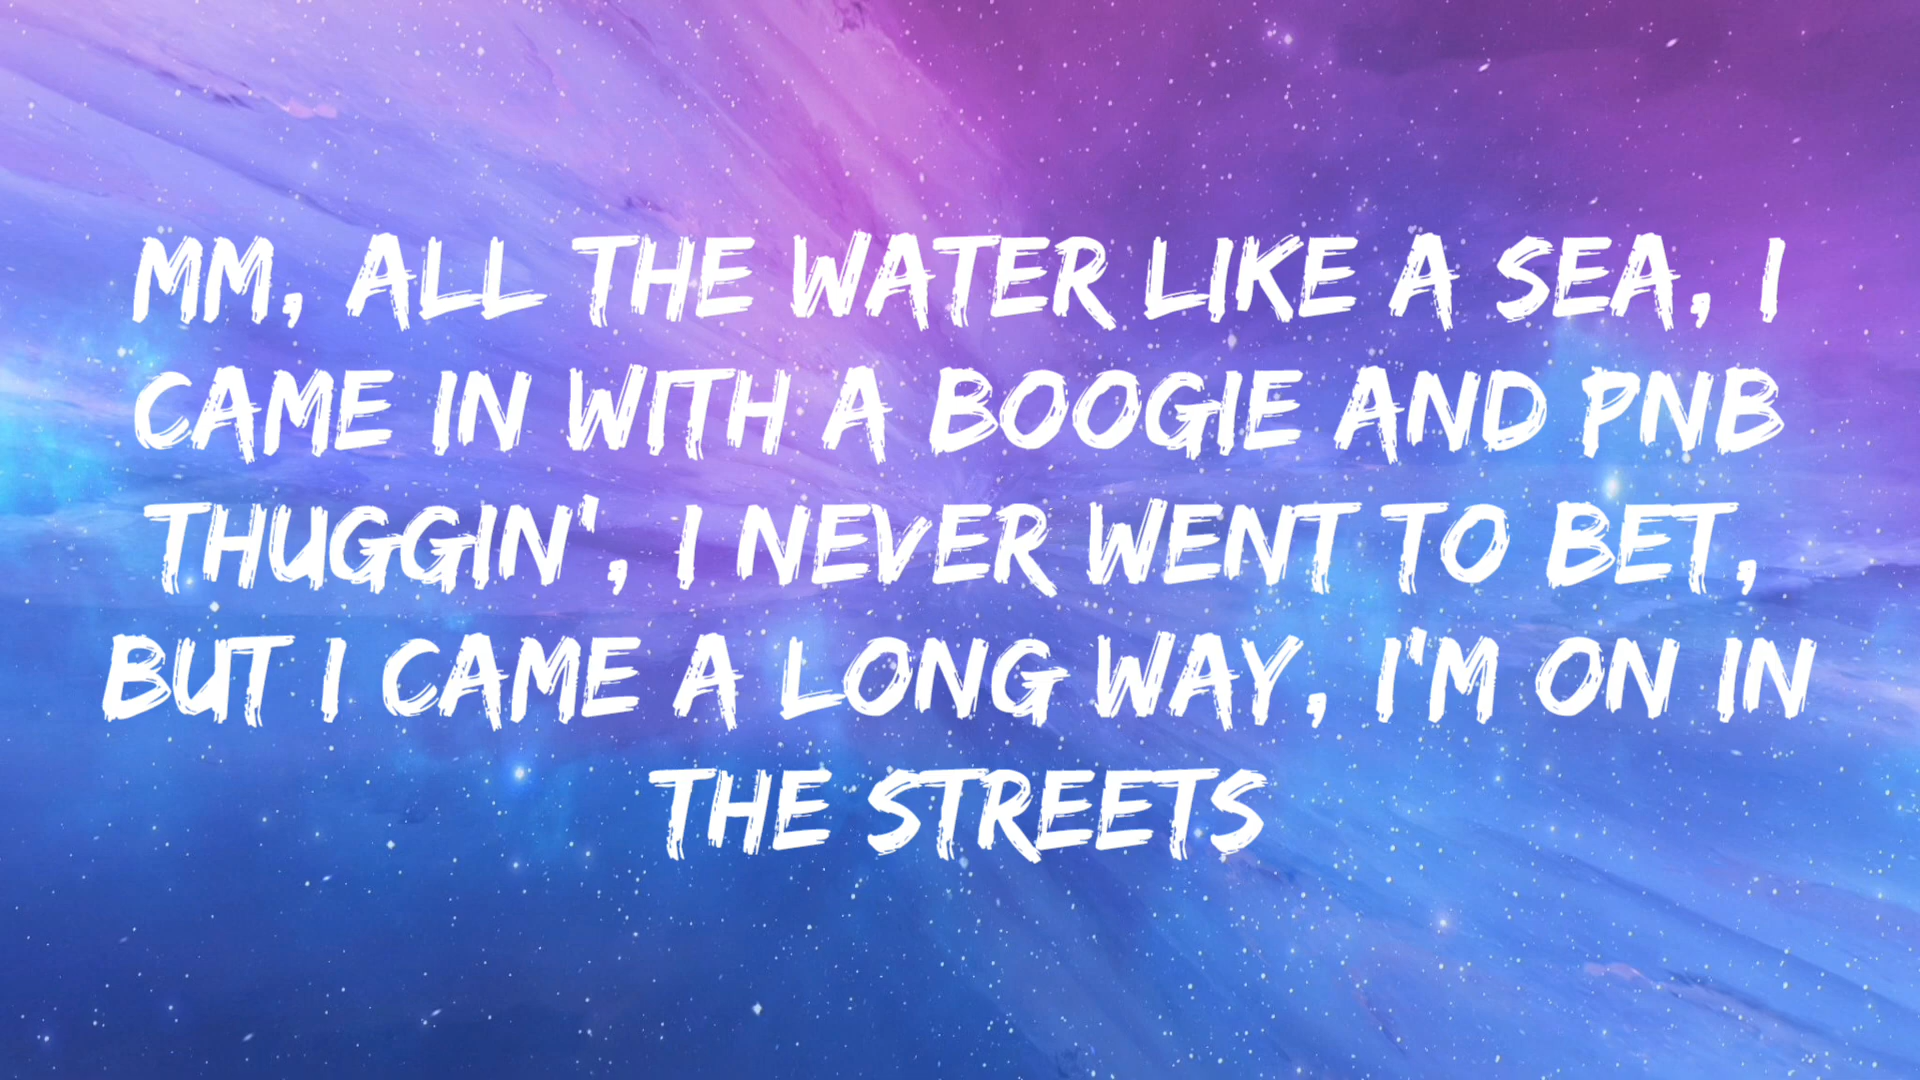 MM, ALL THE WATER LIKE A SEA, I
CAME IN WITH A BOOGIE AND PNB
THUGGIN', I NEVER WENT TO BET,
BUT I CAME A LONG WAY, I'M ON IN
THE STREETS